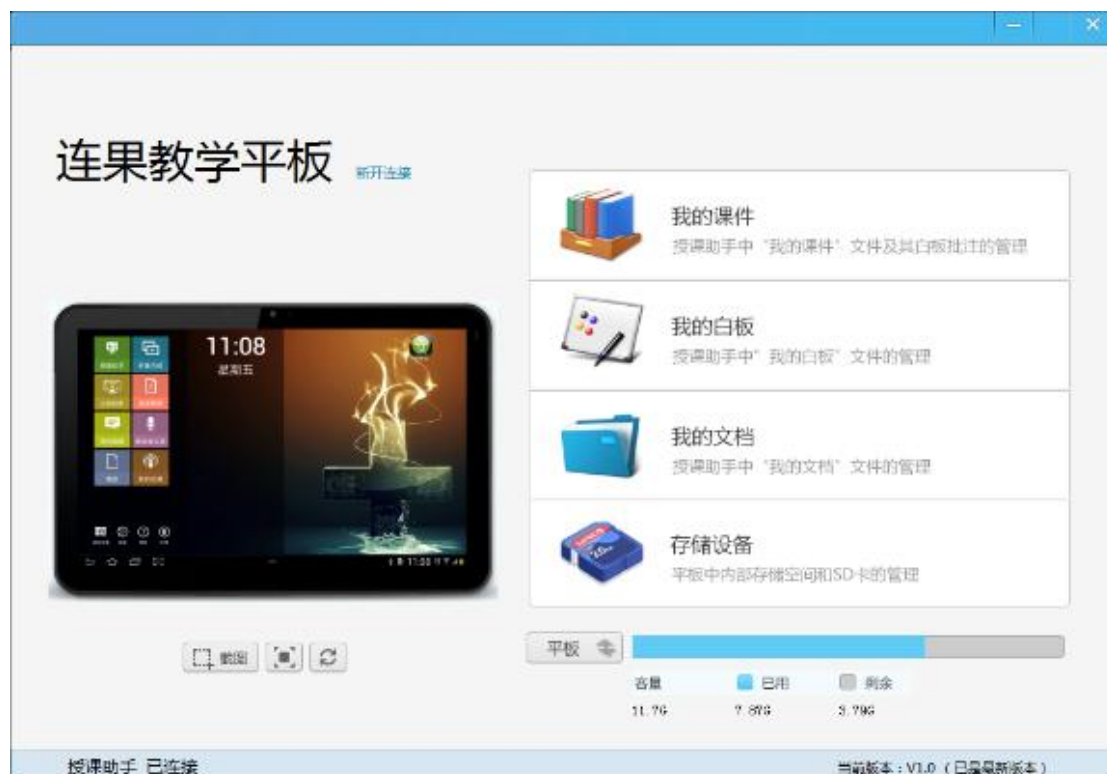 连果教学平板
断开连接
我的课件
授课助手中“我的课件”文件及其白板批注的管理
我的白板
授课助手中“我的白板”文件的管理
11:08
星期五
我的文档
授课助手中“我的文档”文件的管理
存储设备
平板中内部存储空间和SD卡的管理
截图
平板
容量 已用 剩余
11.7G 7.87G 3.79G
授课助手 已连接
当前版本：V1.0（已是最新版本）